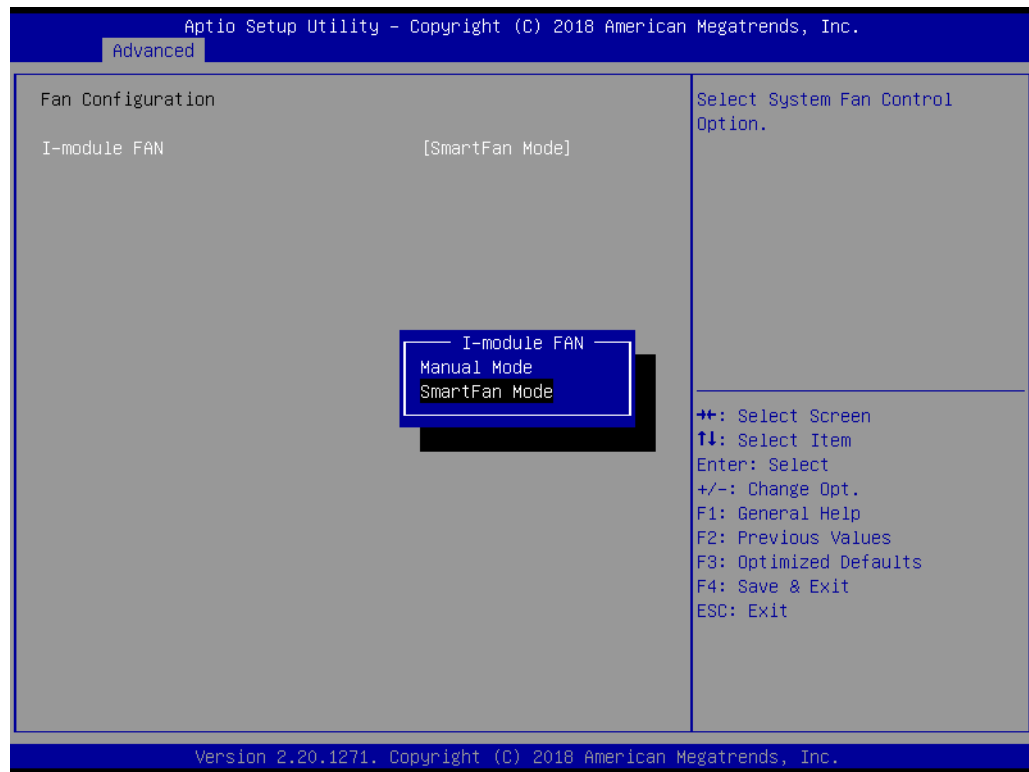 Aptio Setup Utility – Copyright (C) 2018 American Megatrends, Inc.
Advanced
Fan Configuration
I-module FAN [SmartFan Mode]
I-module FAN
Manual Mode
SmartFan Mode
Select System Fan Control
Option.
→←: Select Screen
↑↓: Select Item
Enter: Select
+/-: Change Opt.
F1: General Help
F2: Previous Values
F3: Optimized Defaults
F4: Save & Exit
ESC: Exit
Version 2.20.1271. Copyright (C) 2018 American Megatrends, Inc.